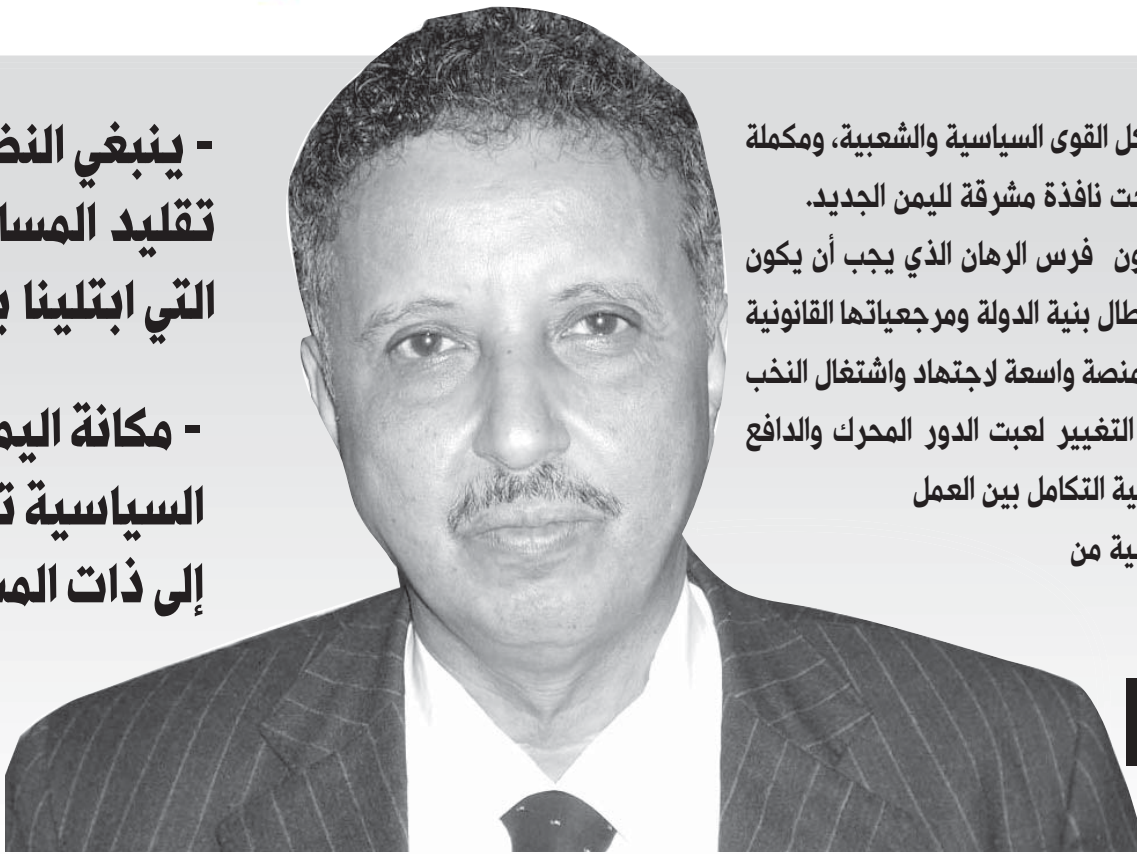 كل القوى السياسية والشعبية، ومكملة
حت نافذة مشرقة لليمن الجديد.
ون فرس الرهان الذي يجب أن يكون
طال بنية الدولة ومرجعياتها القانونية
منصة واسعة لاجتهاد واشتغال النخب
التغيير لعبت الدور المحرك والدافع
ية التكامل بين العمل
ية من
- ينبغي النظ
تقليد المسا
التي ابتلينا ب
- مكانة اليم
السياسية ت
إلى ذات الم